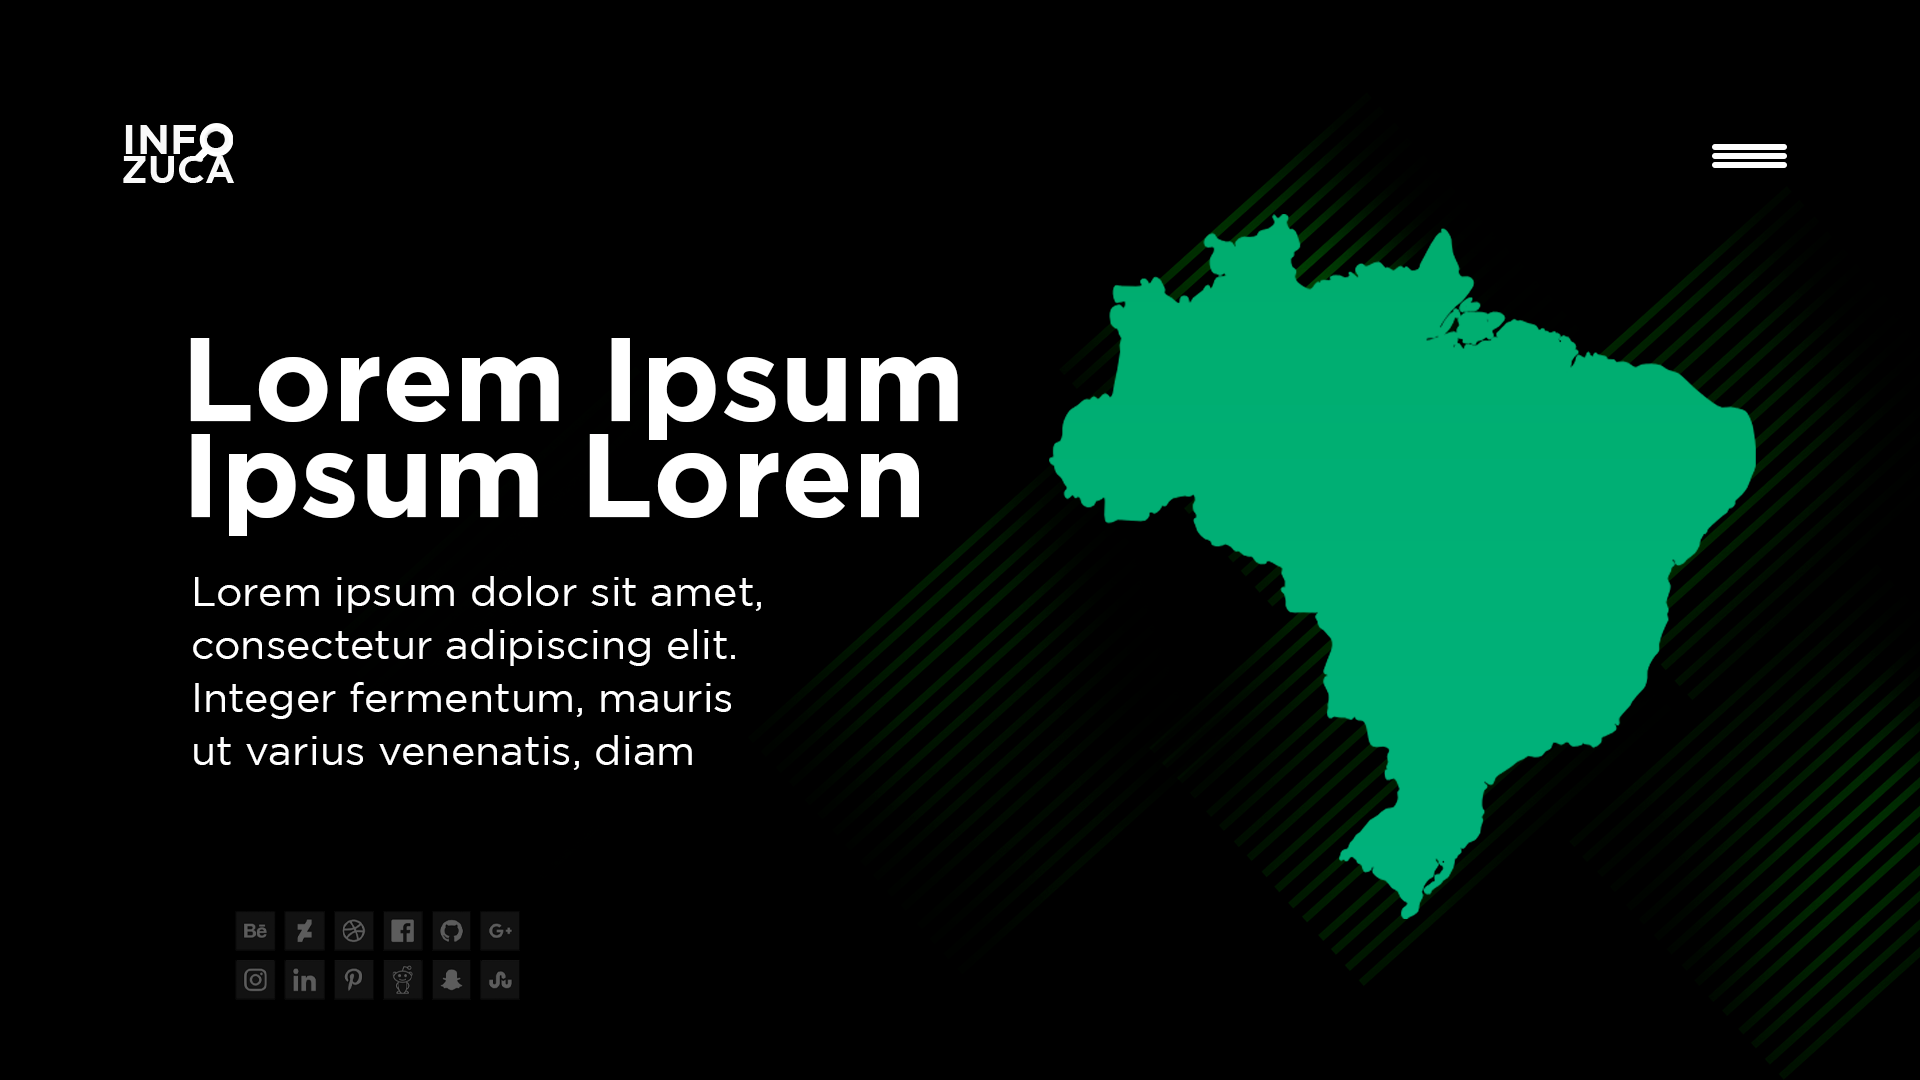 INFO
ZUCA
Lorem Ipsum
Ipsum Loren
Lorem ipsum dolor sit amet,
consectetur adipiscing elit.
Integer fermentum, mauris
ut varius venenatis, diam
Bē
G+
in